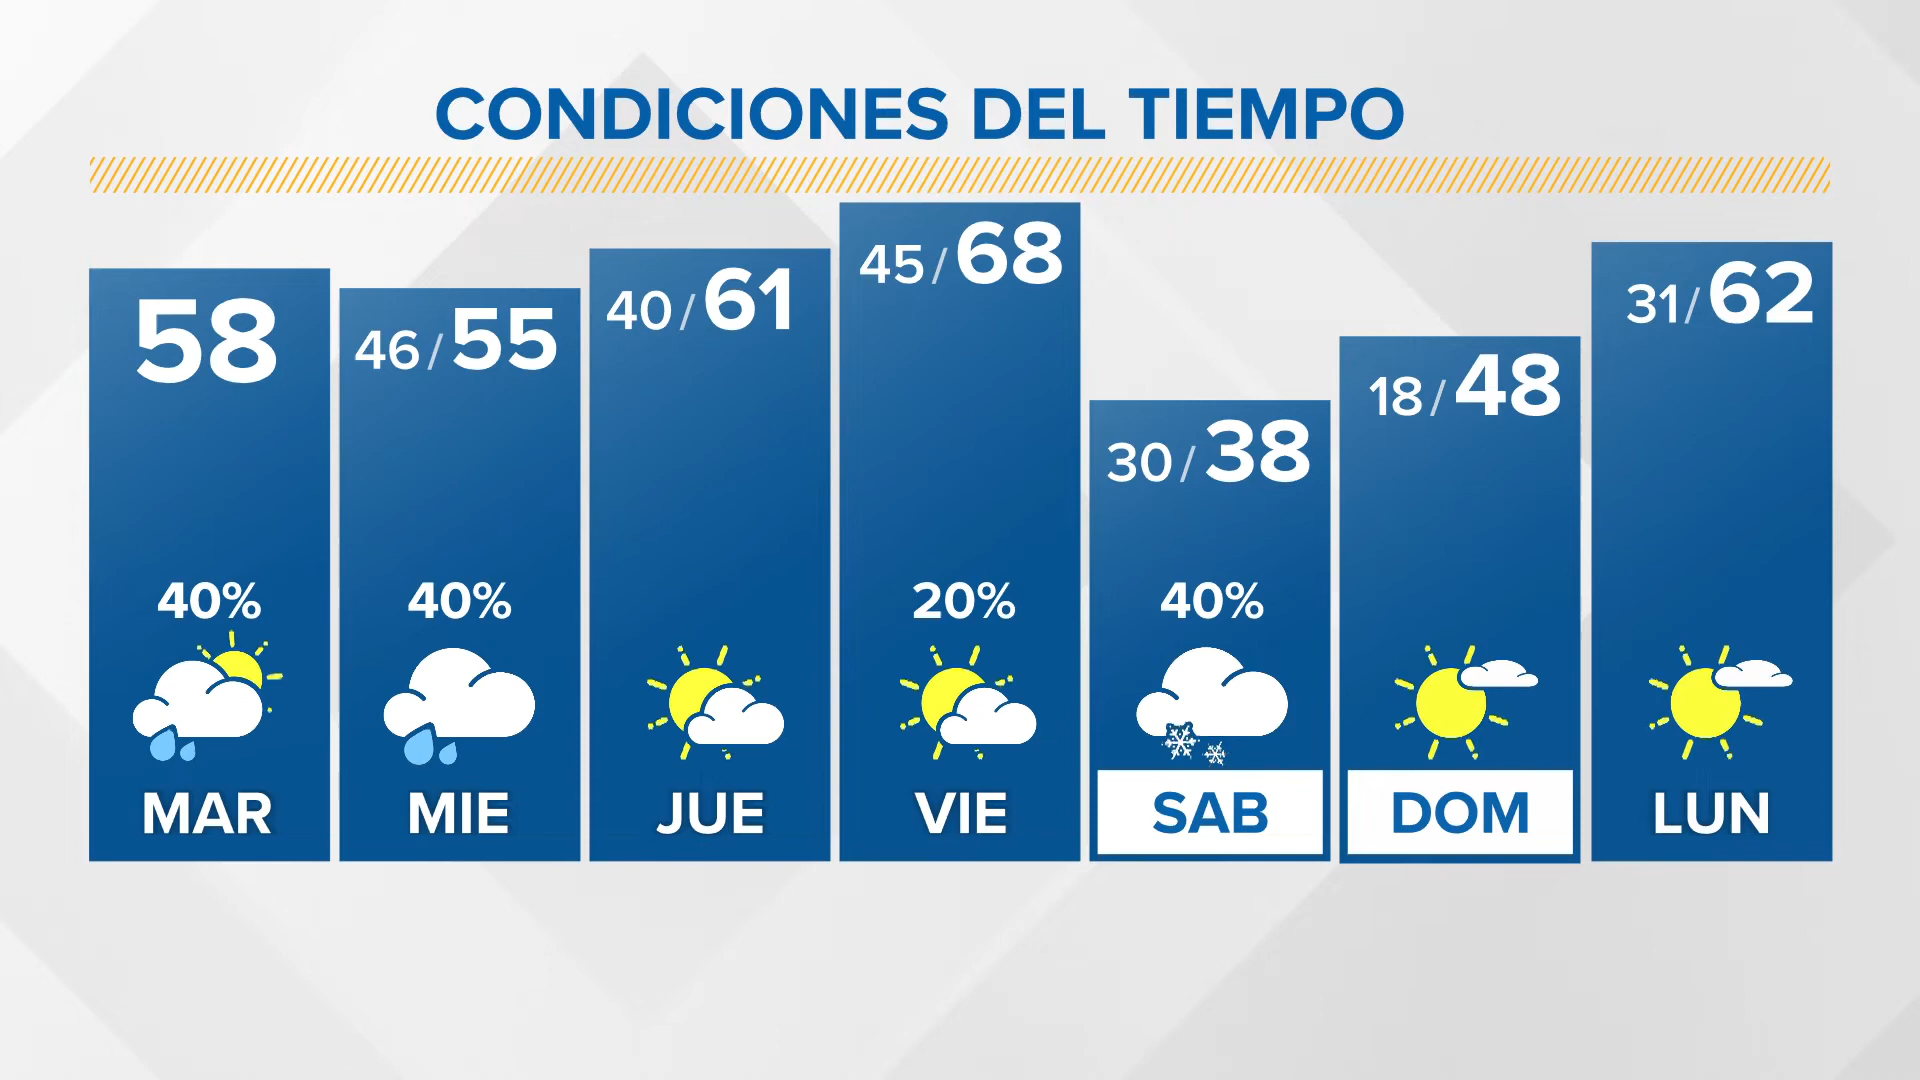 CONDICIONES DEL TIEMPO
58
40%
MAR
46/55
40%
MIE
40/61
JUE
45/68
20%
VIE
30/38
40%
SAB
18/48
DOM
31/62
LUN